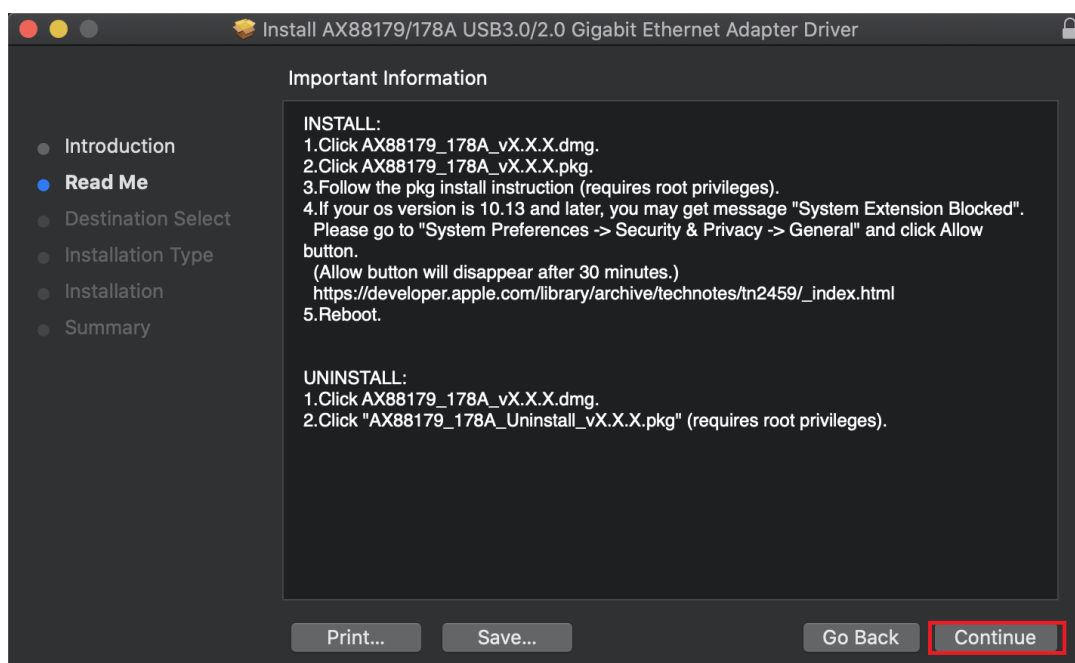 Install AX88179/178A USB3.0/2.0 Gigabit Ethernet Adapter Driver
Important Information
Introduction
Read Me
Destination Select
Installation Type
Installation
Summary
INSTALL:
1.Click AX88179_178A_vX.X.X.dmg.
2.Click AX88179_178A_vX.X.X.pkg.
3.Follow the pkg install instruction (requires root privileges).
4.If your os version is 10.13 and later, you may get message "System Extension Blocked".
Please go to "System Preferences -> Security & Privacy -> General" and click Allow
button.
(Allow button will disappear after 30 minutes.)
https://developer.apple.com/library/archive/technotes/tn2459/_index.html
5.Reboot.
UNINSTALL:
1.Click AX88179_178A_vX.X.X.dmg.
2.Click "AX88179_178A_Uninstall_vX.X.X.pkg" (requires root privileges).
Print...
Save...
Go Back
Continue